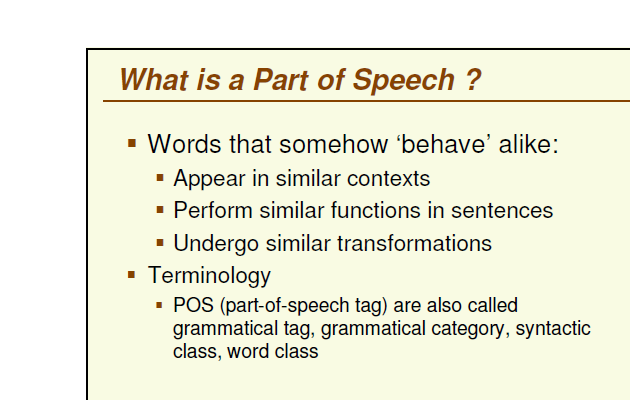 What is a Part of Speech ?
▪ Words that somehow ‘behave’ alike:
▪ Appear in similar contexts
▪ Perform similar functions in sentences
▪ Undergo similar transformations
▪ Terminology
▪ POS (part-of-speech tag) are also called
grammatical tag, grammatical category, syntactic
class, word class